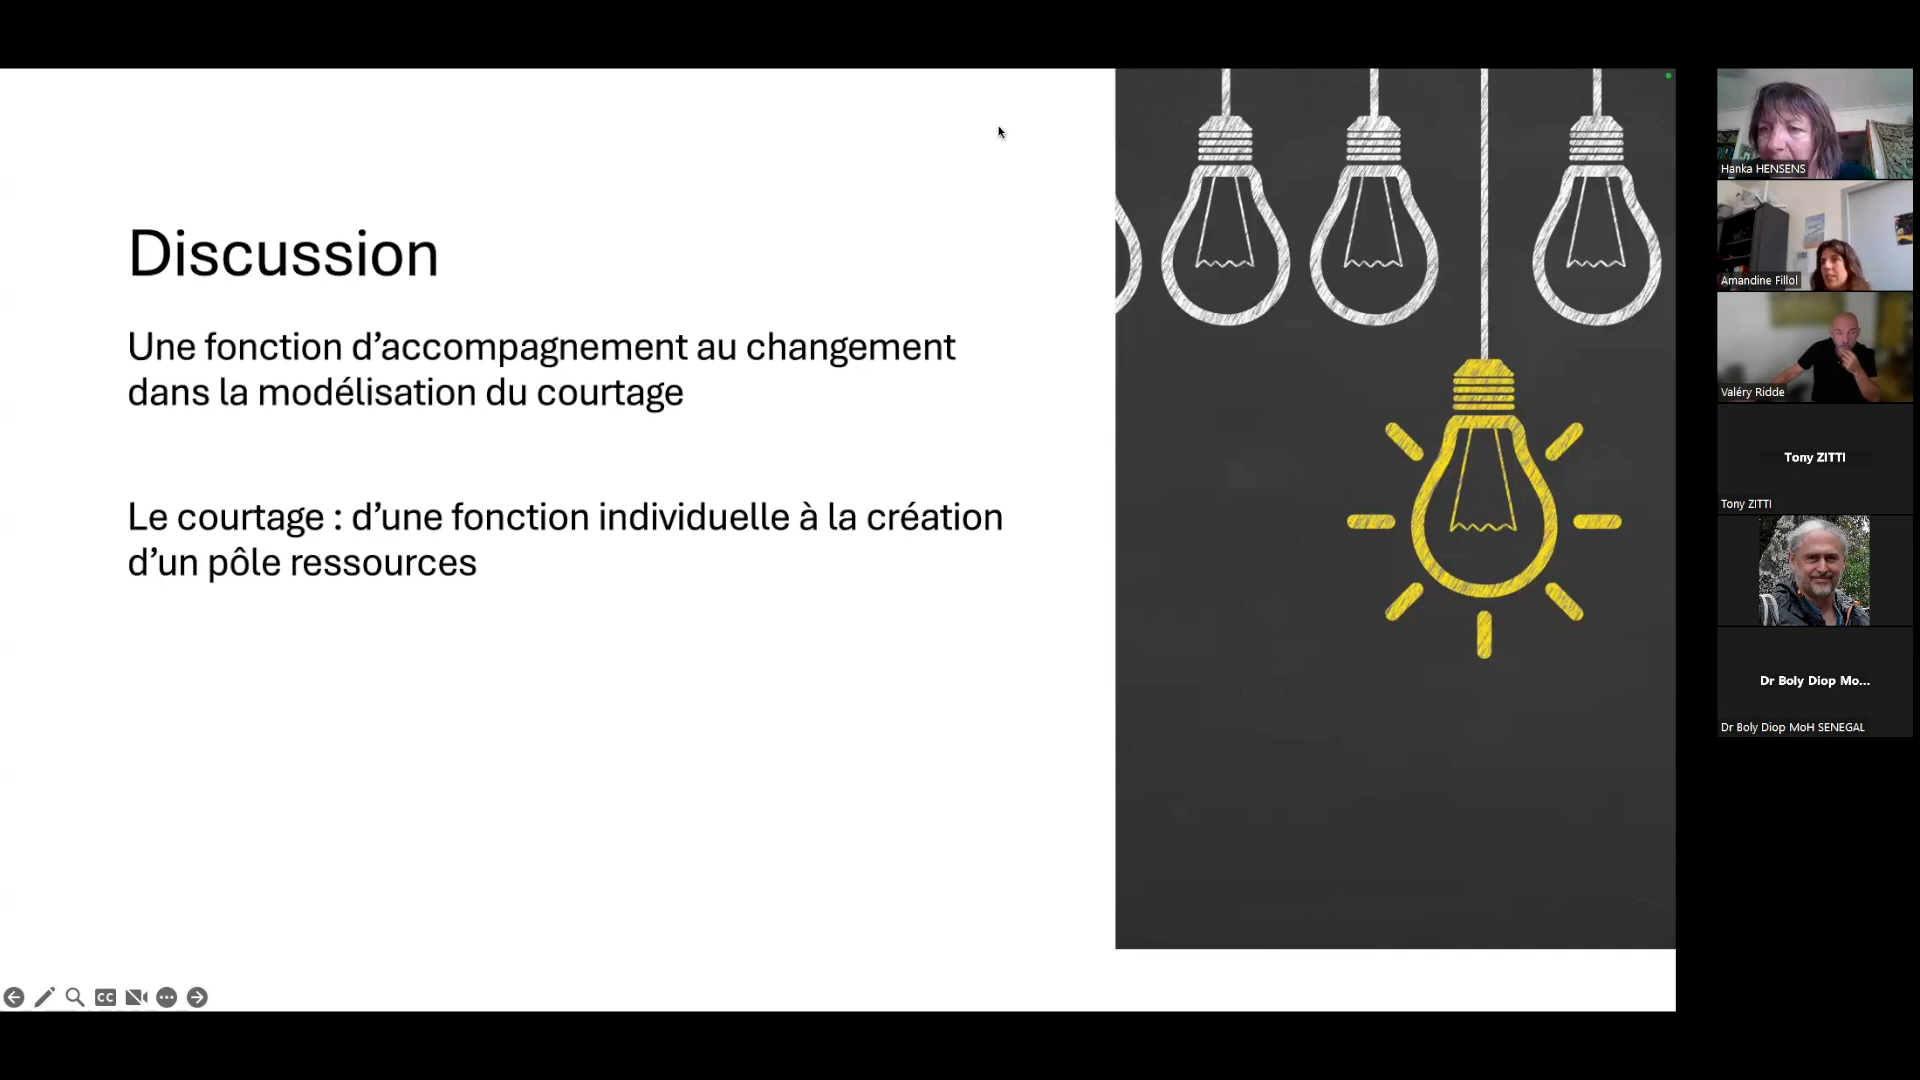 Discussion
Une fonction d’accompagnement au changement
dans la modélisation du courtage
Le courtage : d’une fonction individuelle à la création
d’un pôle ressources
CC
Hanka HENSENS
Amandine Fillol
Valéry Ridde
Tony ZITTI
Tony ZITTI
Dr Boly Diop Mo...
Dr Boly Diop MoH SENEGAL